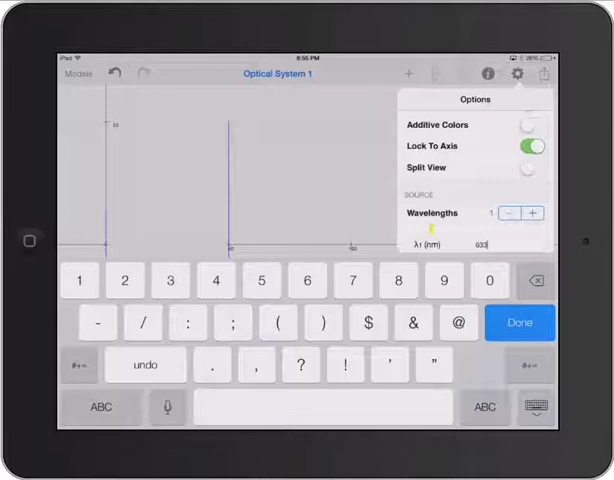 iPad 8:55 PM 26%
Models Optical System 1
Options
Additive Colors
Lock To Axis
Split View
SOURCE
Wavelengths 1 − +
λ1 (nm) 633
50
50 100
1 2 3 4 5 6 7 8 9 0
- / : ; ( ) $ & @ Done
#+= undo . , ? ! ' " #+=
ABC ABC